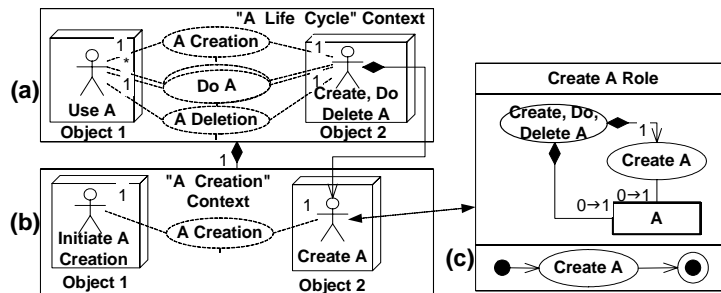 "A Life Cycle" Context
1
A Creation
1
*
Do A
1
1
Use A
A Deletion
Create, Do
Delete A
Object 1
Object 2
(a)
1
"A Creation"
Context
1
1
A Creation
Initiate A
Creation
Create A
Object 1
Object 2
(b)
Create A Role
Create, Do,
Delete A
1
Create A
0→1
0→1
A
(c)
Create A